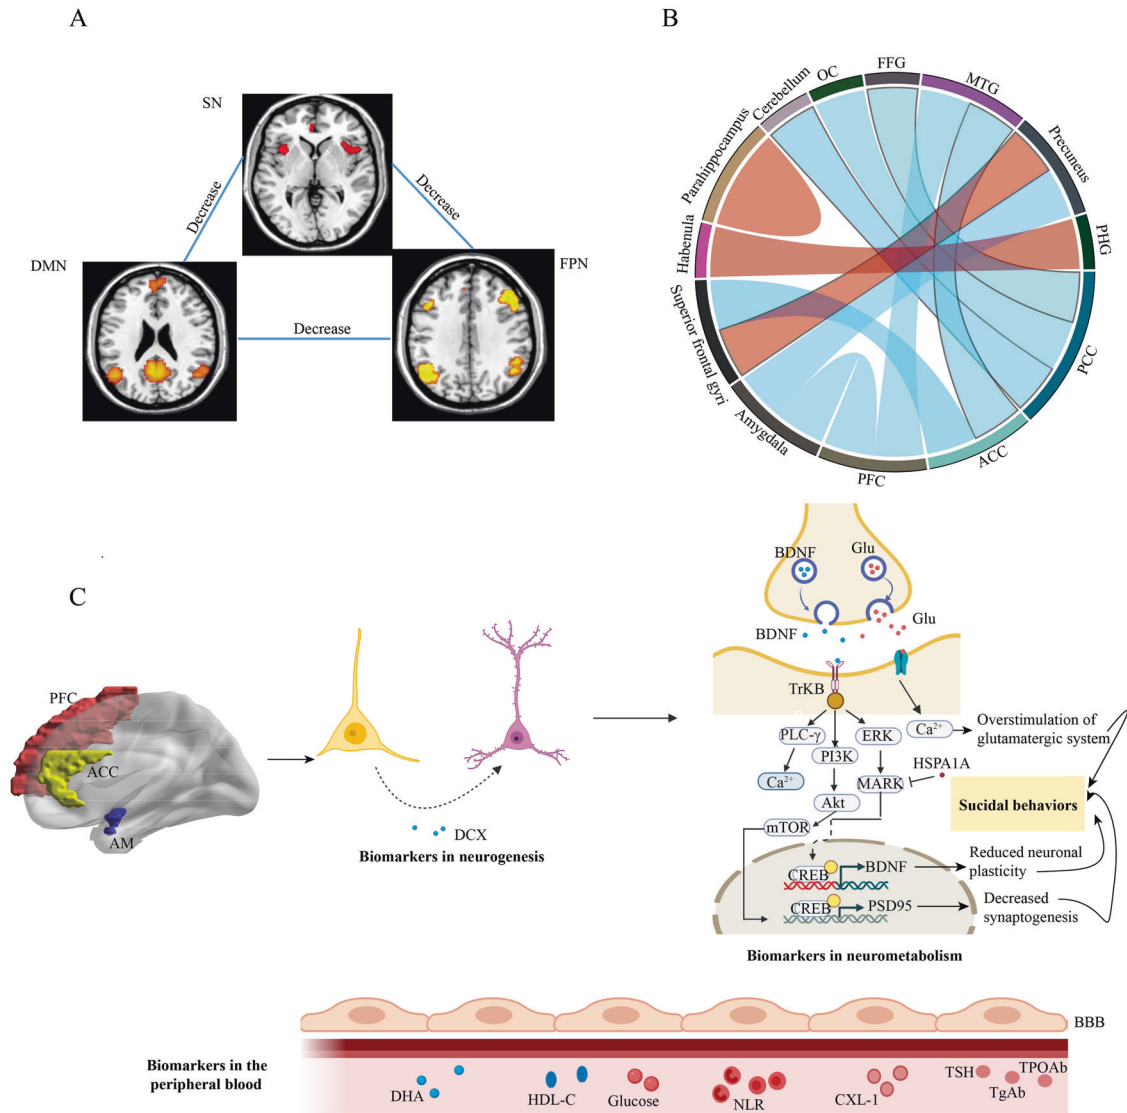 A
B
SN
Decrease
Decrease
DMN
FPN
Decrease
OC
FFG
MTG
Cerebellum
Precuneus
Parahippocampus
PHG
Habenula
PCC
Superior frontal gyri
Amygdala
PFC
ACC
C
BDNF
Glu
BDNF
Glu
TrKB
PFC
ACC
AM
DCX
Biomarkers in neurogenesis
PLC-γ
ERK
PI3K
Ca²⁺
Overstimulation of
glutamatergic system
HSPA1A
Ca²⁺
MARK
Akt
Sucidal behaviors
mTOR
CREB
BDNF
Reduced neuronal
plasticity
CREB
PSD95
Decreased
synaptogenesis
Biomarkers in neurometabolism
BBB
Biomarkers in the
peripheral blood
DHA
HDL-C
Glucose
NLR
CXL-1
TSH
TPOAb
TgAb